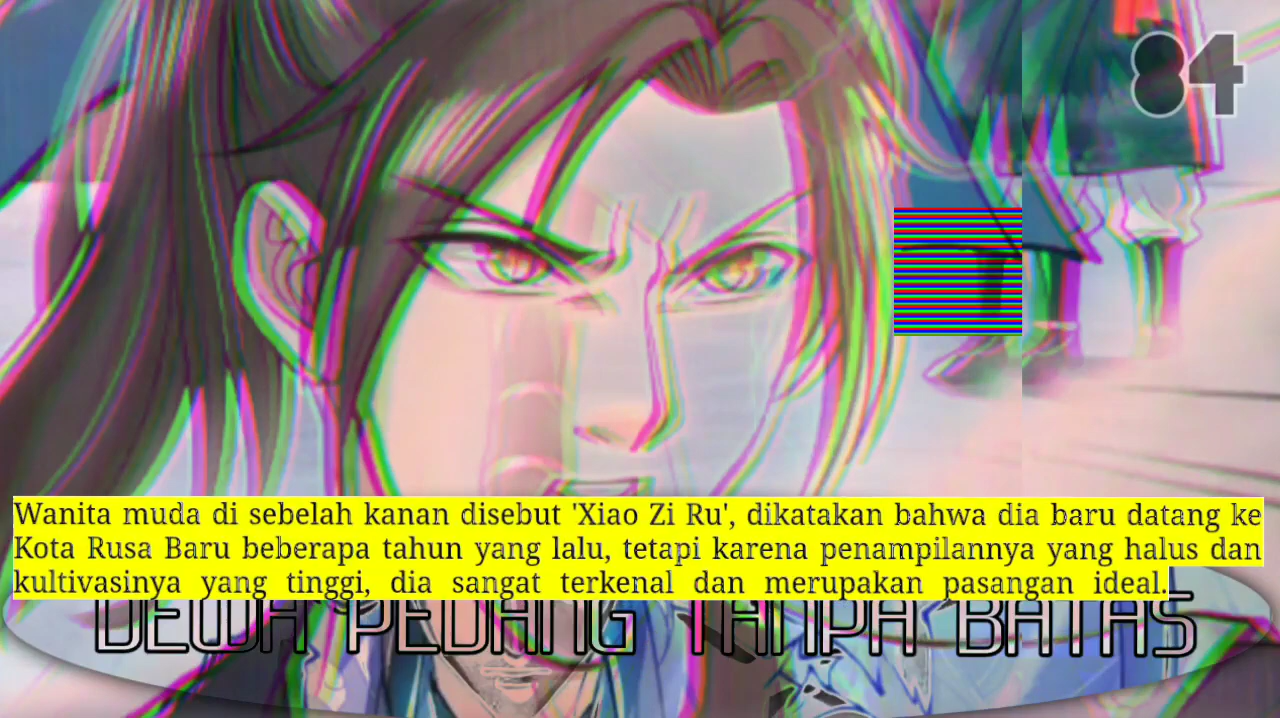 84
Wanita muda di sebelah kanan disebut 'Xiao Zi Ru', dikatakan bahwa dia baru datang ke
Kota Rusa Baru beberapa tahun yang lalu, tetapi karena penampilannya yang halus dan
kultivasinya yang tinggi, dia sangat terkenal dan merupakan pasangan ideal.
DEWA PEDANG TANPA BATAS